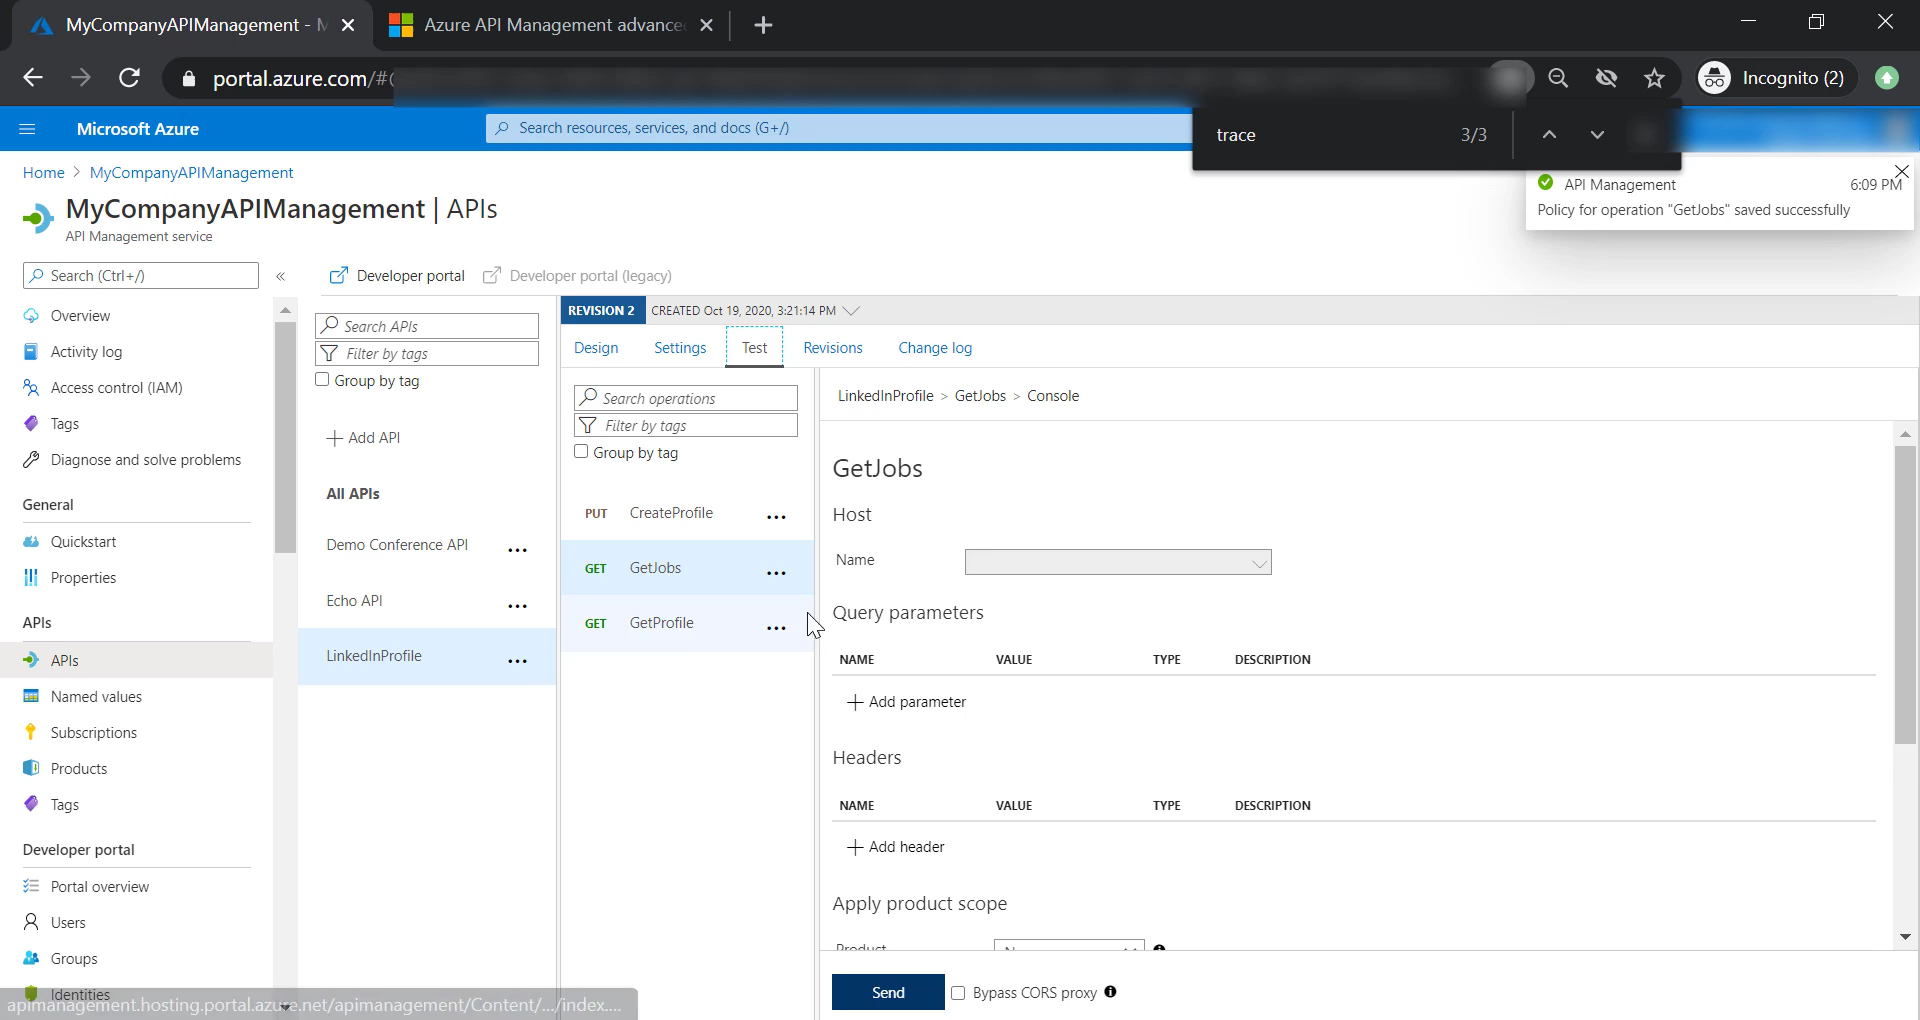 MyCompanyAPIManagement - M
Azure API Management advance
portal.azure.com/#
Incognito (2)
Microsoft Azure
Search resources, services, and docs (G+/)
trace
3/3
Home > MyCompanyAPIManagement
API Management
6:09 PM
Policy for operation "GetJobs" saved successfully
MyCompanyAPIManagement | APIs
API Management service
Search (Ctrl+/)
«
Developer portal
Developer portal (legacy)
Overview
Activity log
Access control (IAM)
Tags
Diagnose and solve problems
General
Quickstart
Properties
APIs
APIs
Named values
Subscriptions
Products
Tags
Developer portal
Portal overview
Users
Groups
Identities
apimanagement.hosting.portal.azure.net/apimanagement/Content/.../index....
Search APIs
Filter by tags
Group by tag
+ Add API
All APIs
Demo Conference API
Echo API
LinkedInProfile
REVISION 2
CREATED Oct 19, 2020, 3:21:14 PM
Design
Settings
Test
Revisions
Change log
Search operations
Filter by tags
Group by tag
PUT CreateProfile
GET GetJobs
GET GetProfile
LinkedInProfile > GetJobs > Console
GetJobs
Host
Name
Query parameters
NAME VALUE TYPE DESCRIPTION
+ Add parameter
Headers
NAME VALUE TYPE DESCRIPTION
+ Add header
Apply product scope
Product
Send
Bypass CORS proxy